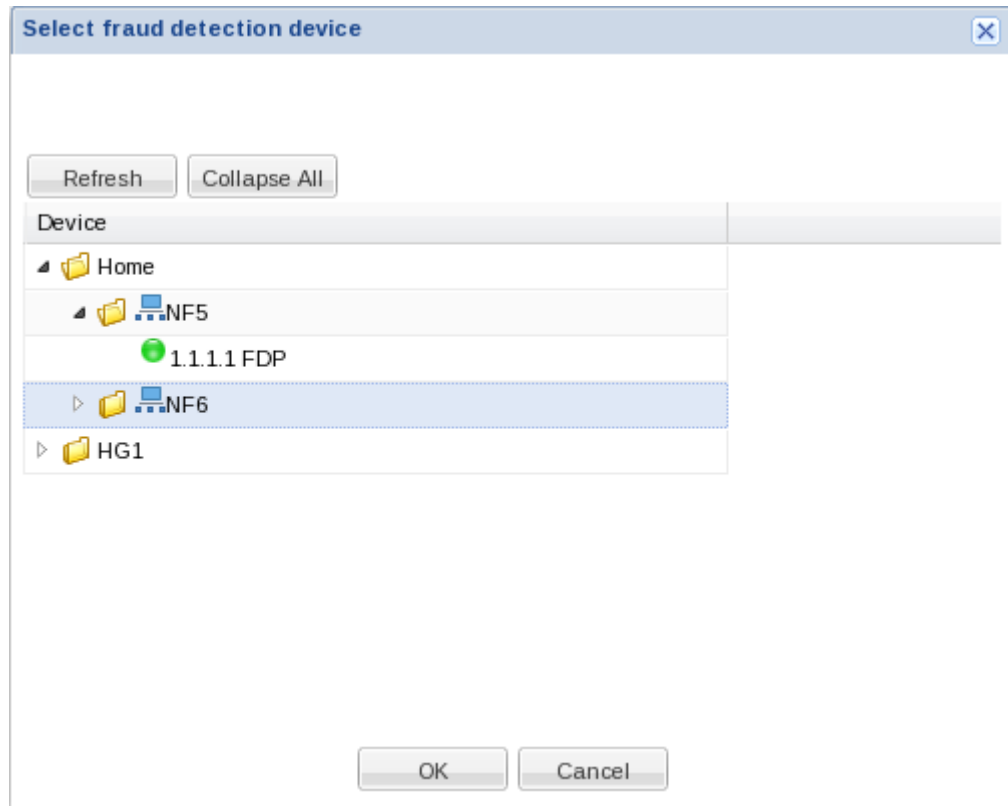 Select fraud detection device
Refresh Collapse All
Device
Home
NF5
1.1.1.1 FDP
NF6
HG1
OK Cancel